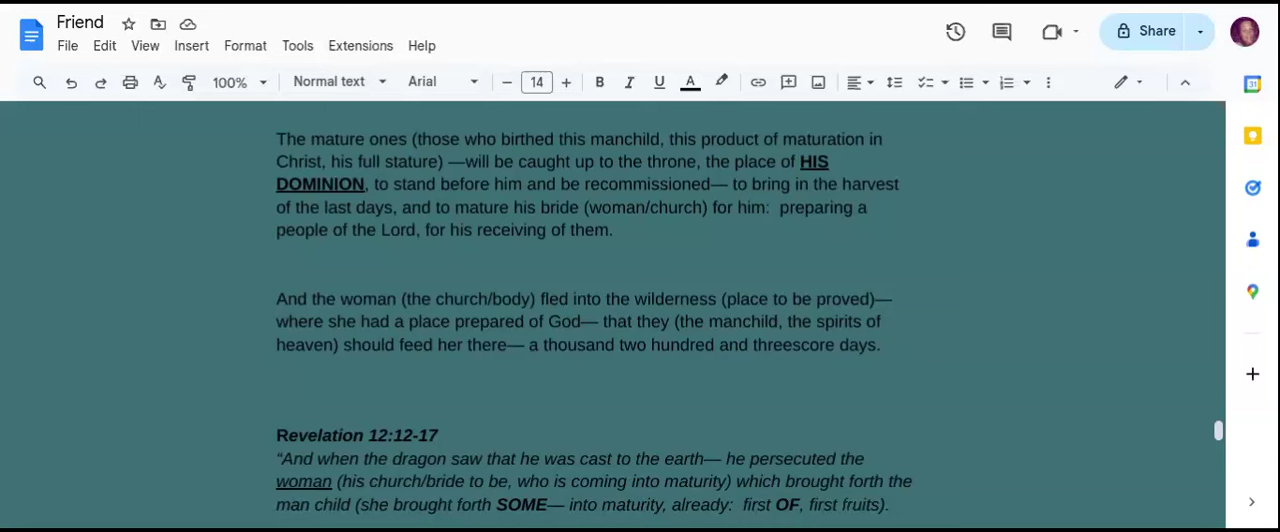 Friend
File Edit View Insert Format Tools Extensions Help
Share
100% Normal text Arial 14 B I U A
31
The mature ones (those who birthed this manchild, this product of maturation in
Christ, his full stature) —will be caught up to the throne, the place of HIS
DOMINION, to stand before him and be recommissioned— to bring in the harvest
of the last days, and to mature his bride (woman/church) for him:  preparing a
people of the Lord, for his receiving of them.
And the woman (the church/body) fled into the wilderness (place to be proved)—
where she had a place prepared of God— that they (the manchild, the spirits of
heaven) should feed her there— a thousand two hundred and threescore days.
Revelation 12:12-17
“And when the dragon saw that he was cast to the earth— he persecuted the
woman (his church/bride to be, who is coming into maturity) which brought forth the
man child (she brought forth SOME— into maturity, already:  first OF, first fruits).